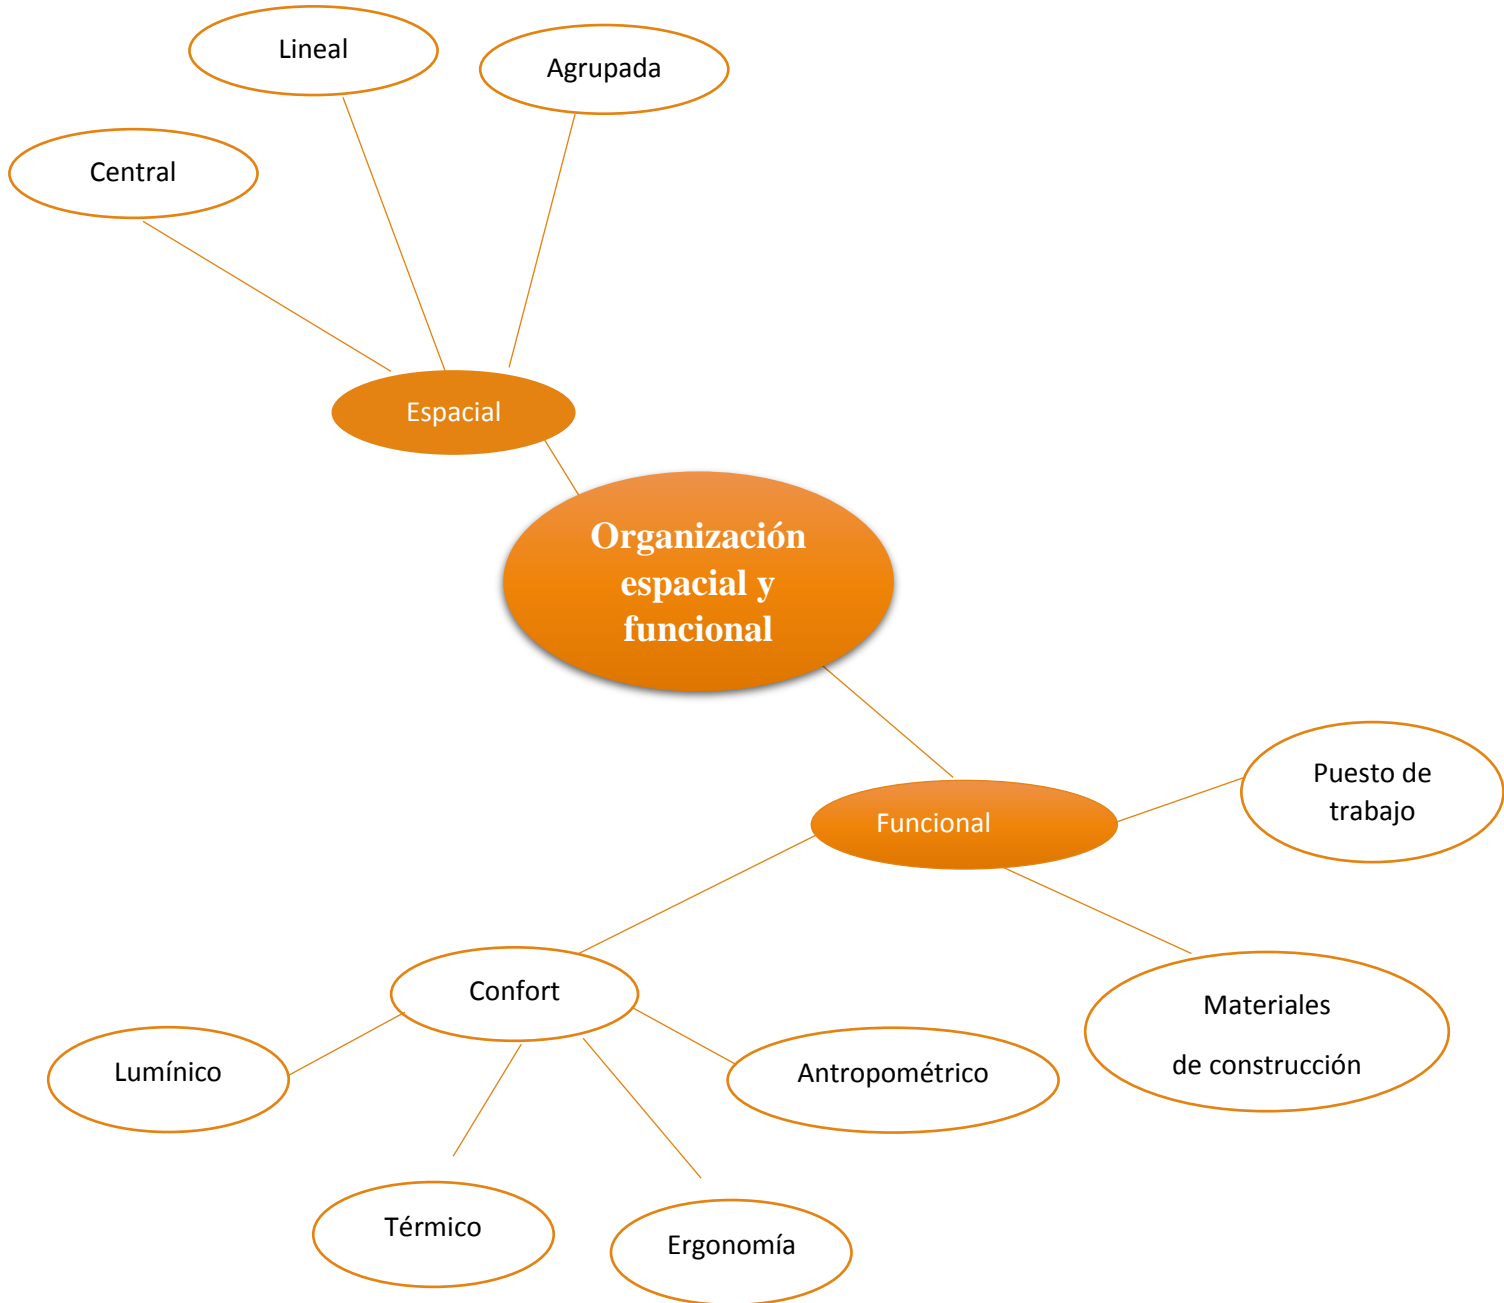 Lineal
Agrupada
Central
Espacial
Organización
espacial y
funcional
Puesto de
trabajo
Funcional
Confort
Materiales
de construcción
Lumínico
Antropométrico
Térmico
Ergonomía